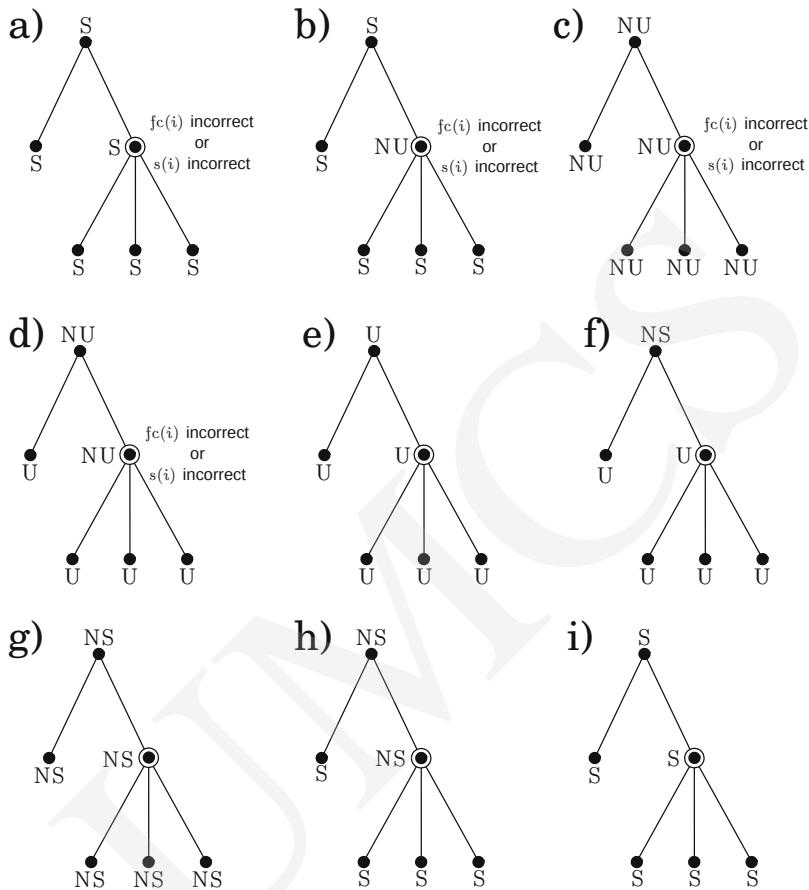 a)
S
S
S
fc(i) incorrect
or
s(i) incorrect
S
S
S
b)
S
S
NU
fc(i) incorrect
or
s(i) incorrect
S
S
S
c)
NU
NU
NU
fc(i) incorrect
or
s(i) incorrect
NU
NU
NU
d)
NU
U
NU
fc(i) incorrect
or
s(i) incorrect
U
U
U
e)
U
U
U
U
U
U
f)
NS
U
U
U
U
U
g)
NS
NS
NS
NS
NS
NS
h)
NS
S
NS
S
S
S
i)
S
S
S
S
S
S
UMCS